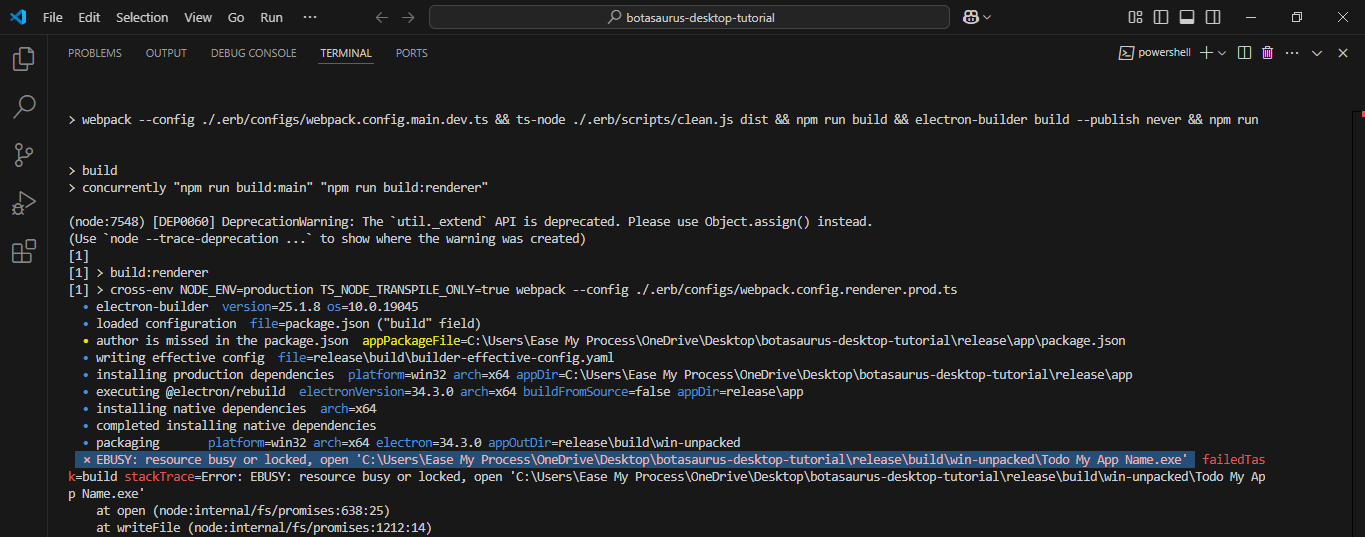 File Edit Selection View Go Run ··· botasaurus-desktop-tutorial
PROBLEMS OUTPUT DEBUG CONSOLE TERMINAL PORTS powershell
> webpack --config ./.erb/configs/webpack.config.main.dev.ts && ts-node ./.erb/scripts/clean.js dist && npm run build && electron-builder build --publish never && npm run
> build
> concurrently "npm run build:main" "npm run build:renderer"
(node:7548) [DEP0060] DeprecationWarning: The `util._extend` API is deprecated. Please use Object.assign() instead.
(Use `node --trace-deprecation ...` to show where the warning was created)
[1]
[1] > build:renderer
[1] > cross-env NODE_ENV=production TS_NODE_TRANSPILE_ONLY=true webpack --config ./.erb/configs/webpack.config.renderer.prod.ts
• electron-builder version=25.1.8 os=10.0.19045
• loaded configuration file=package.json ("build" field)
• author is missed in the package.json appPackageFile=C:\Users\Ease My Process\OneDrive\Desktop\botasaurus-desktop-tutorial\release\app\package.json
• writing effective config file=release\build\builder-effective-config.yaml
• installing production dependencies platform=win32 arch=x64 appDir=C:\Users\Ease My Process\OneDrive\Desktop\botasaurus-desktop-tutorial\release\app
• executing @electron/rebuild electronVersion=34.3.0 arch=x64 buildFromSource=false appDir=release\app
• installing native dependencies arch=x64
• completed installing native dependencies
• packaging platform=win32 arch=x64 electron=34.3.0 appOutDir=release\build\win-unpacked
⨯ EBUSY: resource busy or locked, open 'C:\Users\Ease My Process\OneDrive\Desktop\botasaurus-desktop-tutorial\release\build\win-unpacked\Todo My App Name.exe' failedTas
k=build stackTrace=Error: EBUSY: resource busy or locked, open 'C:\Users\Ease My Process\OneDrive\Desktop\botasaurus-desktop-tutorial\release\build\win-unpacked\Todo My Ap
p Name.exe'
at open (node:internal/fs/promises:638:25)
at writeFile (node:internal/fs/promises:1212:14)